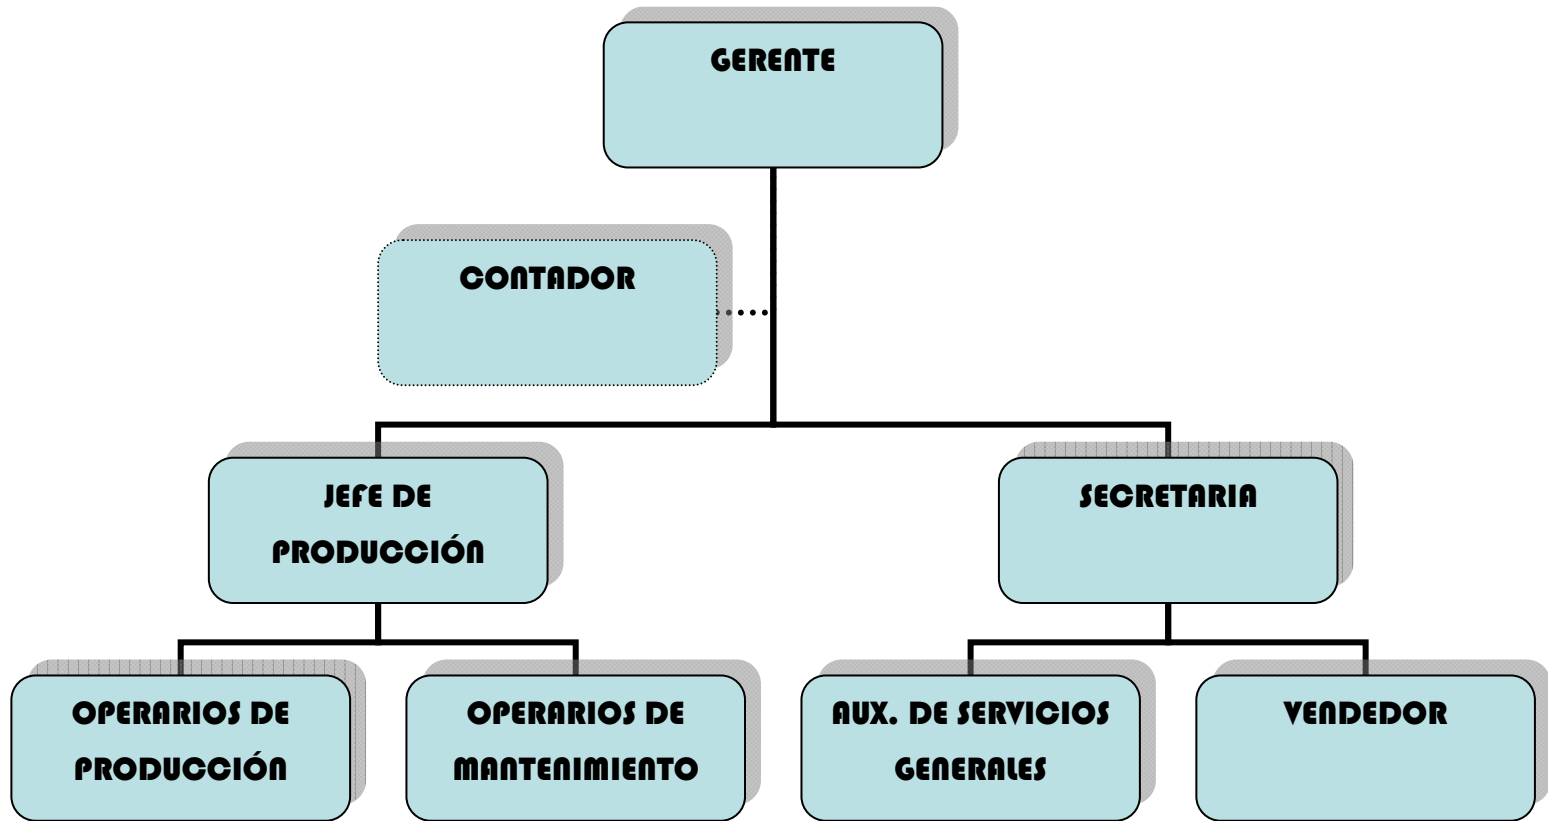 GERENTE
CONTADOR
JEFE DE
PRODUCCIÓN
SECRETARIA
OPERARIOS DE
PRODUCCIÓN
OPERARIOS DE
MANTENIMIENTO
AUX. DE SERVICIOS
GENERALES
VENDEDOR